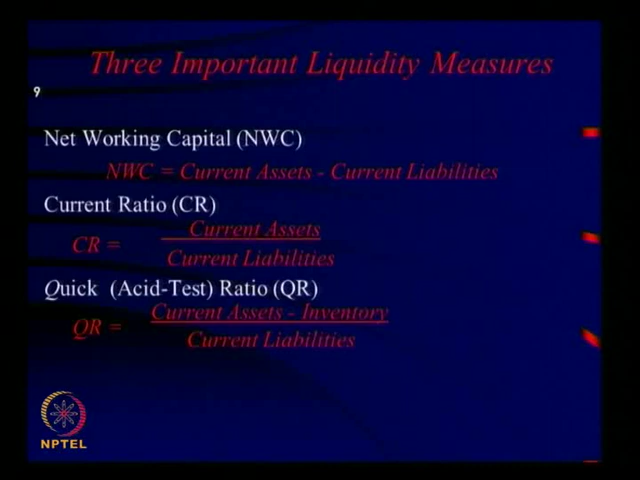 Three Important Liquidity Measures
9
Net Working Capital (NWC)
NWC = Current Assets - Current Liabilities
Current Ratio (CR)
CR = Current Assets
Current Liabilities
Quick (Acid-Test) Ratio (QR)
QR = Current Assets - Inventory
Current Liabilities
NPTEL